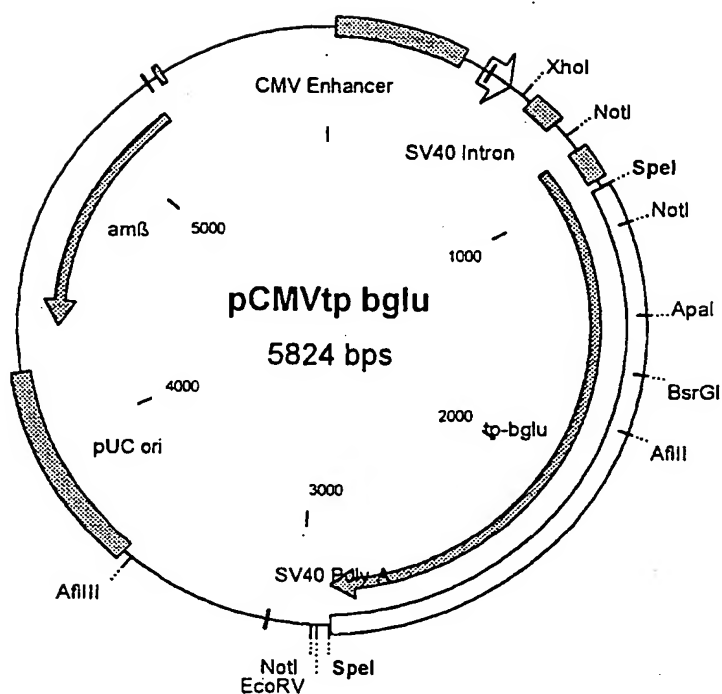 CMV Enhancer
XhoI
NotI
SV40 Intron
SpeI
NotI
amß
5000
1000
pCMVtp bglu
5824 bps
ApaI
BsrGI
4000
2000
tp-bglu
AflII
pUC ori
3000
SV40 Poly A
AflIII
NotI
SpeI
EcoRV